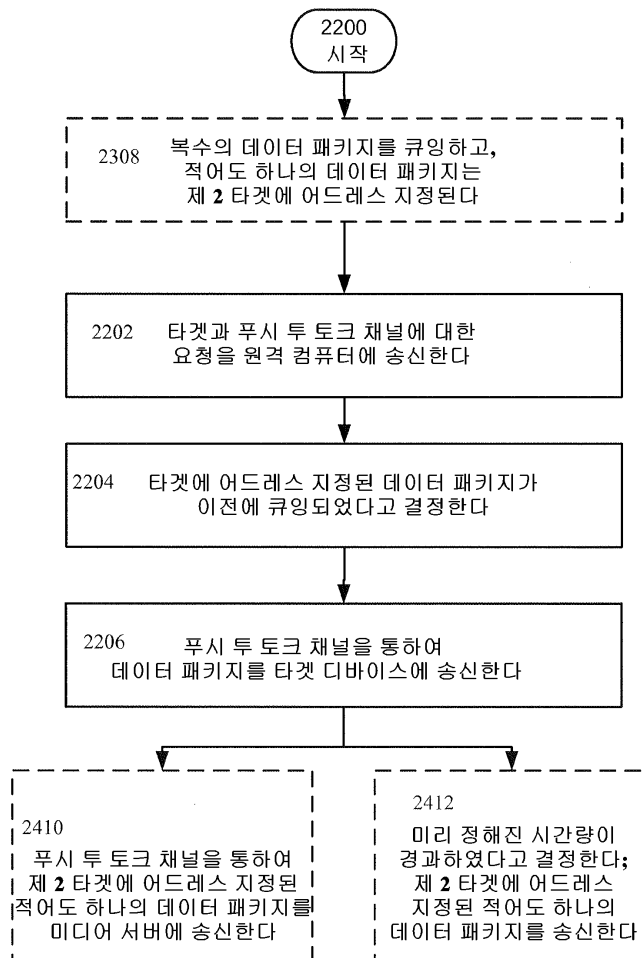 2200
시작
2308 복수의 데이터 패키지를 큐잉하고,
적어도 하나의 데이터 패키지는
제 2 타겟에 어드레스 지정된다
2202 타겟과 푸시 투 토크 채널에 대한
요청을 원격 컴퓨터에 송신한다
2204 타겟에 어드레스 지정된 데이터 패키지가
이전에 큐잉되었다고 결정한다
2206 푸시 투 토크 채널을 통하여
데이터 패키지를 타겟 디바이스에 송신한다
2410
푸시 투 토크 채널을 통하여
제 2 타겟에 어드레스 지정된
적어도 하나의 데이터 패키지를
미디어 서버에 송신한다
2412
미리 정해진 시간량이
경과하였다고 결정한다;
제 2 타겟에 어드레스
지정된 적어도 하나의
데이터 패키지를 송신한다